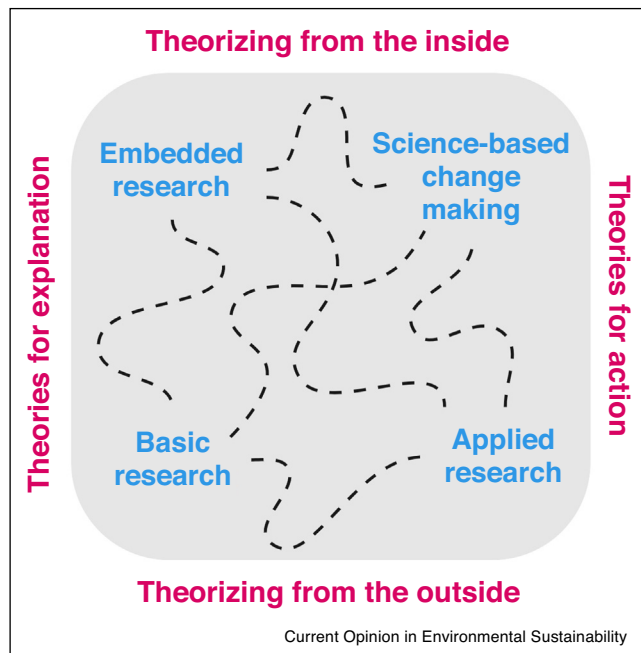 Theorizing from the inside
Embedded
research
Science-based
change
making
Theories for explanation
Theories for action
Basic
research
Applied
research
Theorizing from the outside
Current Opinion in Environmental Sustainability